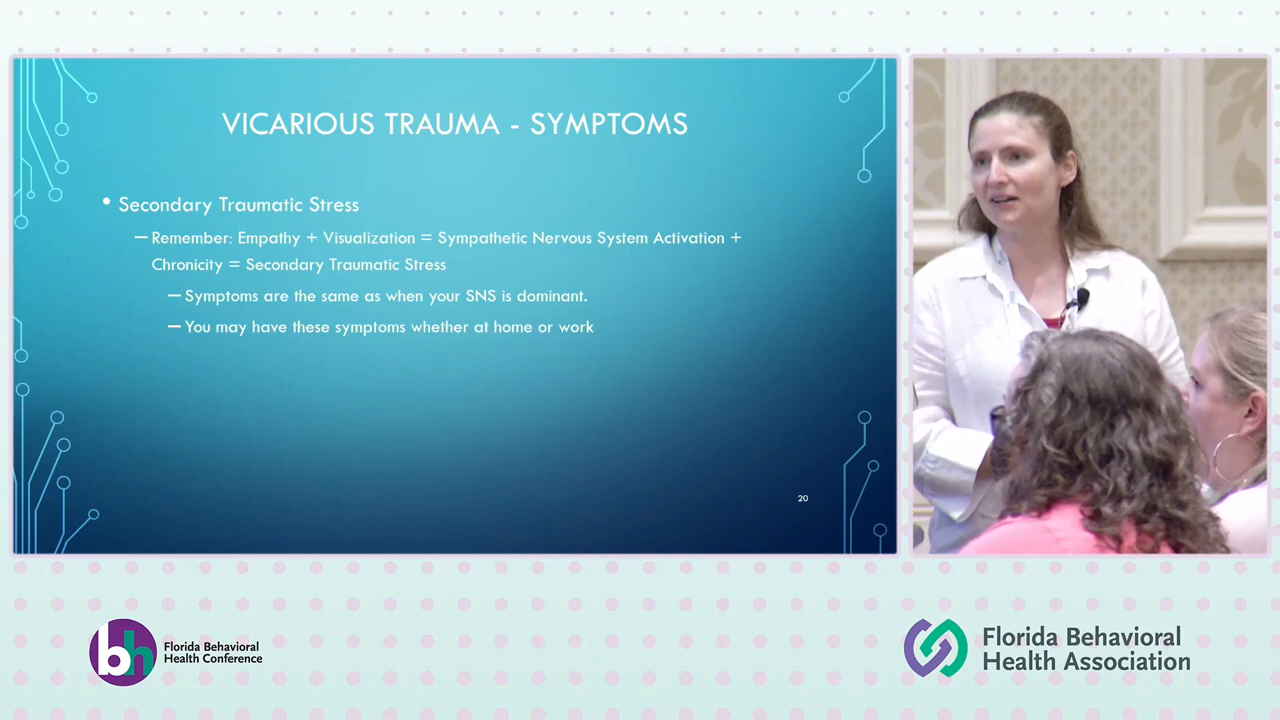 VICARIOUS TRAUMA - SYMPTOMS
• Secondary Traumatic Stress
– Remember: Empathy + Visualization = Sympathetic Nervous System Activation +
Chronicity = Secondary Traumatic Stress
– Symptoms are the same as when your SNS is dominant.
– You may have these symptoms whether at home or work
20
bh
Florida Behavioral
Health Conference
Florida Behavioral
Health Association